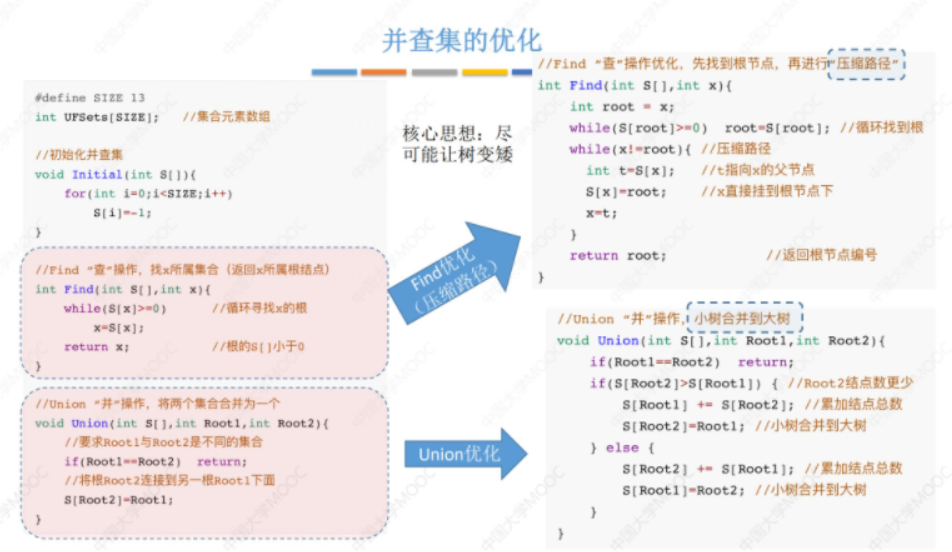 并查集的优化
#define SIZE 13
int UFSets[SIZE];   //集合元素数组
//初始化并查集
void Initial(int S[]){
    for(int i=0;i<SIZE;i++)
        S[i]=-1;
}
//Find “查”操作，找x所属集合（返回x所属根结点）
int Find(int S[],int x){
    while(S[x]>=0)      //循环寻找x的根
        x=S[x];
    return x;           //根的S[]小于0
}
//Union “并”操作，将两个集合合并为一个
void Union(int S[],int Root1,int Root2){
    //要求Root1与Root2是不同的集合
    if(Root1==Root2)  return;
    //将根Root2连接到另一根Root1下面
    S[Root2]=Root1;
}
核心思想：尽
可能让树变矮
Find优化
（压缩路径）
Union优化
//Find “查”操作优化，先找到根节点，再进行“压缩路径”
int Find(int S[],int x){
    int root = x;
    while(S[root]>=0)  root=S[root]; //循环找到根
    while(x!=root){ //压缩路径
      int t=S[x];   //t指向x的父节点
      S[x]=root;    //x直接挂到根节点下
      x=t;
    }
    return root;            //返回根节点编号
}
//Union “并”操作，小树合并到大树
void Union(int S[],int Root1,int Root2){
    if(Root1==Root2)  return;
    if(S[Root2]>S[Root1]) { //Root2结点数更少
        S[Root1] += S[Root2]; //累加结点总数
        S[Root2]=Root1; //小树合并到大树
    } else {
        S[Root2] += S[Root1]; //累加结点总数
        S[Root1]=Root2; //小树合并到大树
    }
}
中国大学MOOC